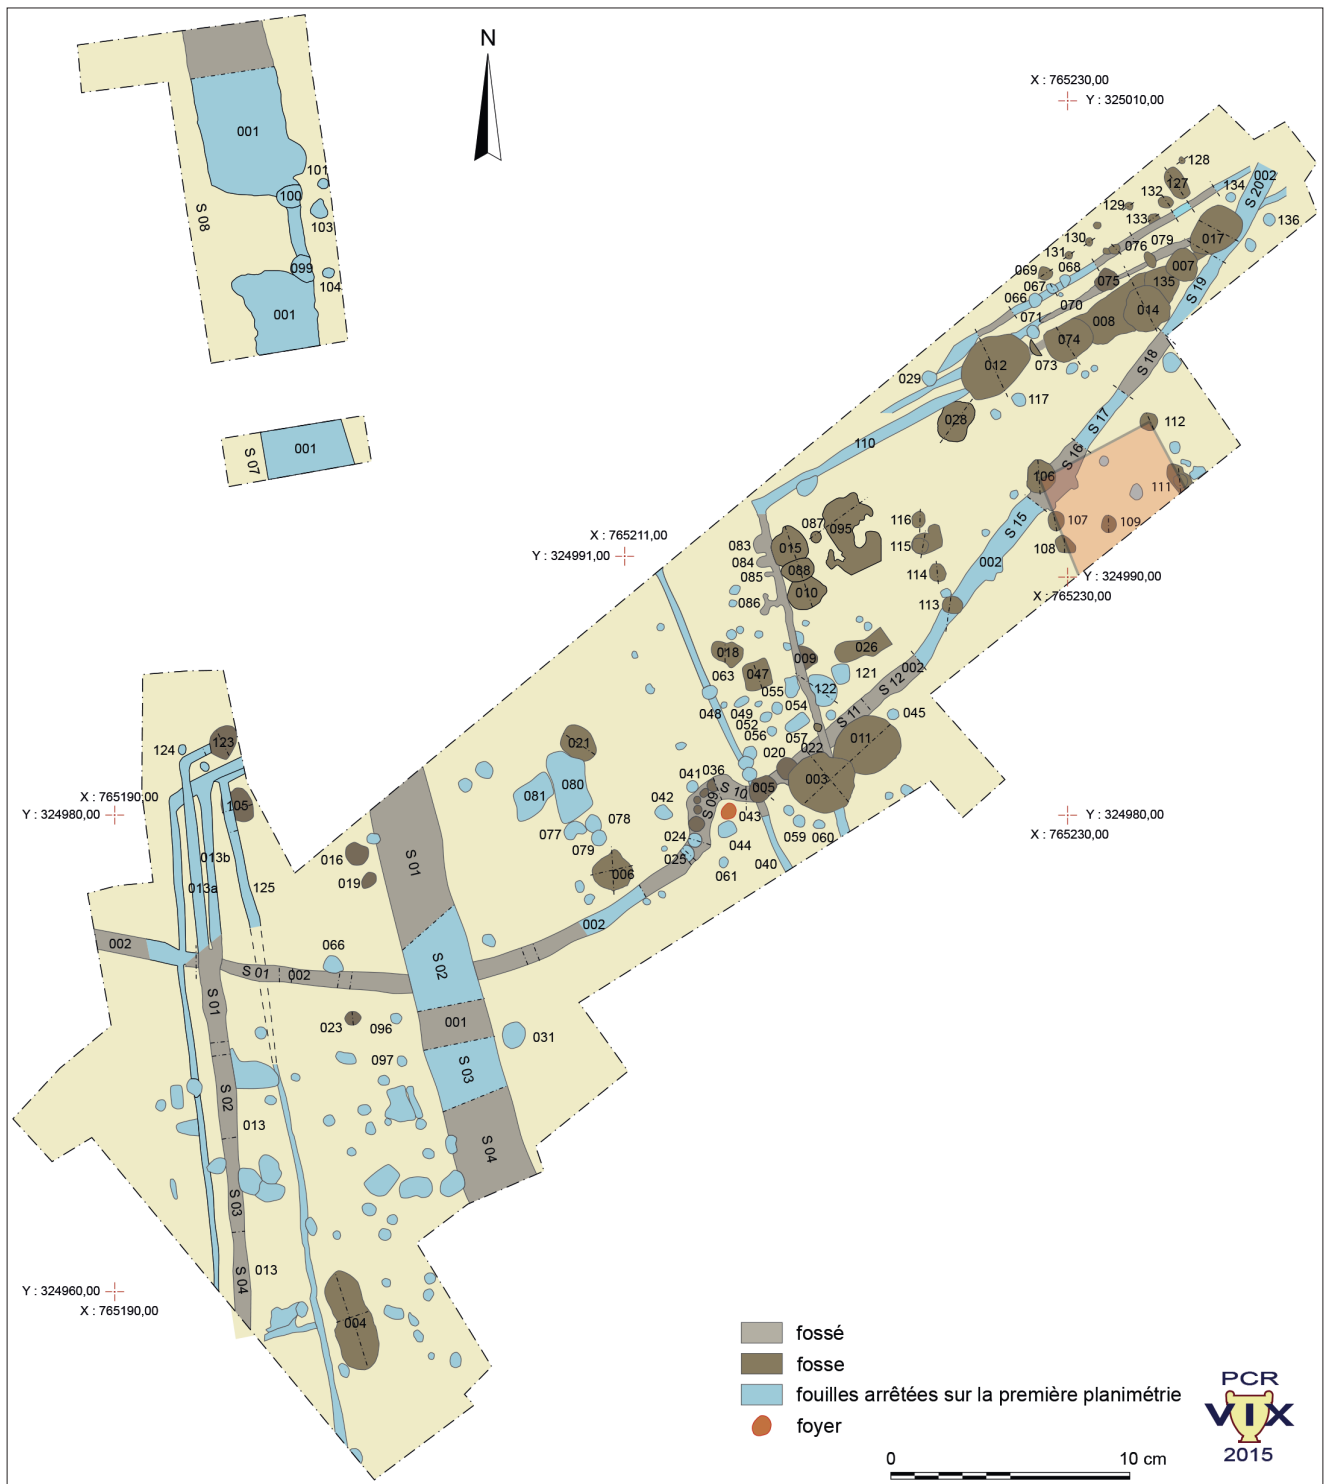 N
X : 765230,00
Y : 325010,00
001
101
100
103
S 08
099
104
001
001
S 07
128
127
132
134
002
S 20
129
133
136
130
076
079
017
131
068
069
067
007
066
075
135
S 19
070
014
071
008
074
073
S 18
012
029
117
028
S 17
112
110
S 16
106
111
087
095
116
107
109
S 15
X : 765211,00
Y : 324991,00
083
015
115
108
084
088
002
085
114
Y : 324990,00
X : 765230,00
086
010
113
018
009
026
002
063
047
121
055
122
S 12
048
049
054
S 11
045
052
057
011
056
022
124
123
021
020
036
003
041
005
080
S 10
X : 765190,00
Y : 324980,00
105
081
042
S 09
043
078
059
060
Y : 324980,00
X : 765230,00
077
079
024
044
016
013b
S 01
025
061
040
019
006
013a
125
002
002
066
S 01
002
S 02
S 01
023
096
001
031
097
S 03
S 02
013
S 04
S 03
013
S 04
Y : 324960,00
X : 765190,00
004
fossé
fosse
fouilles arrêtées sur la première planimétrie
foyer
PCR
VIX
2015
0
10 cm